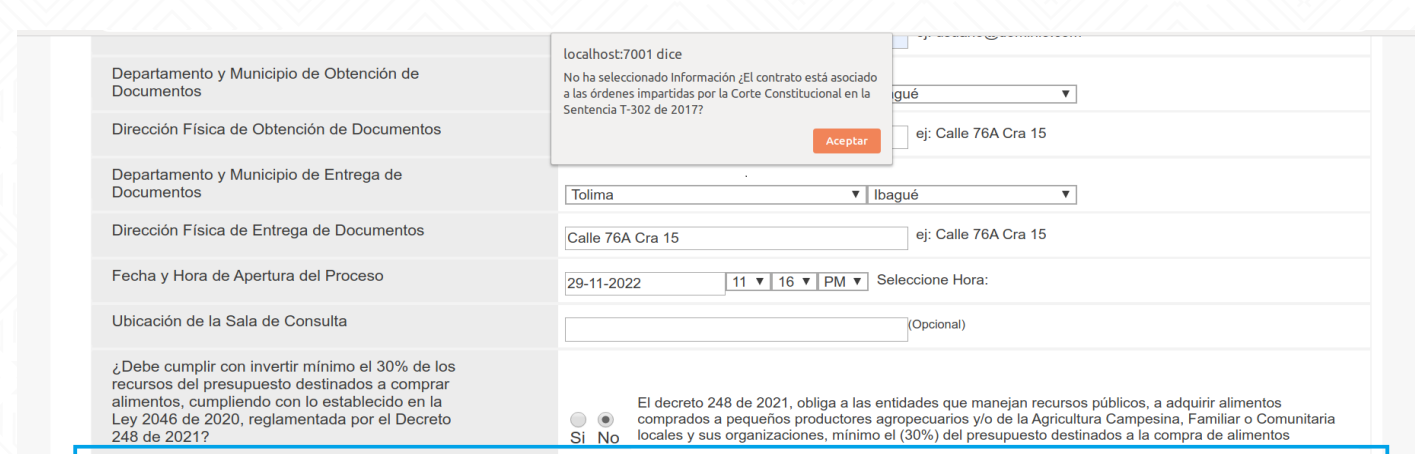 localhost:7001 dice
No ha seleccionado Información ¿El contrato está asociado
a las órdenes impartidas por la Corte Constitucional en la
Sentencia T-302 de 2017?
Aceptar
Departamento y Municipio de Obtención de
Documentos
Dirección Física de Obtención de Documentos
ej: Calle 76A Cra 15
Departamento y Municipio de Entrega de
Documentos
Tolima Ibagué
Dirección Física de Entrega de Documentos
Calle 76A Cra 15 ej: Calle 76A Cra 15
Fecha y Hora de Apertura del Proceso
29-11-2022 11 16 PM Seleccione Hora:
Ubicación de la Sala de Consulta
(Opcional)
¿Debe cumplir con invertir mínimo el 30% de los
recursos del presupuesto destinados a comprar
alimentos, cumpliendo con lo establecido en la
Ley 2046 de 2020, reglamentada por el Decreto
248 de 2021?
Si No
El decreto 248 de 2021, obliga a las entidades que manejan recursos públicos, a adquirir alimentos
comprados a pequeños productores agropecuarios y/o de la Agricultura Campesina, Familiar o Comunitaria
locales y sus organizaciones, mínimo el (30%) del presupuesto destinados a la compra de alimentos